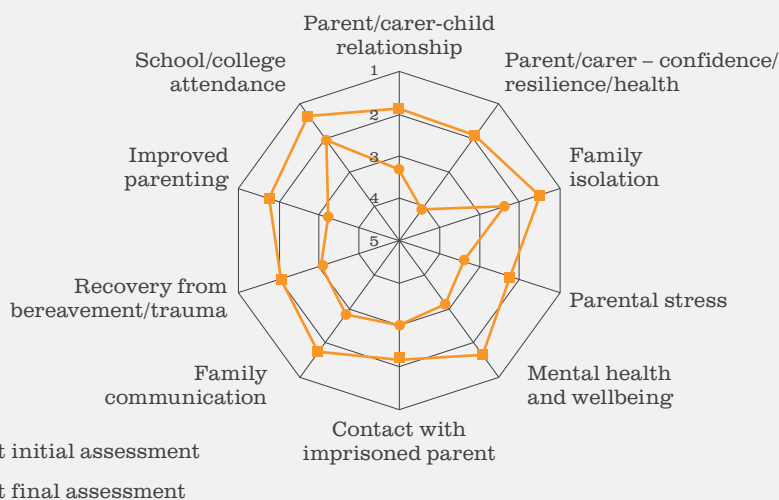 Parent/carer-child
relationship
School/college
attendance
Parent/carer – confidence/
resilience/health
1
2
3
4
5
Improved
parenting
Family
isolation
Recovery from
bereavement/trauma
Parental stress
Family
communication
Mental health
and wellbeing
Contact with
imprisoned parent
t initial assessment
t final assessment